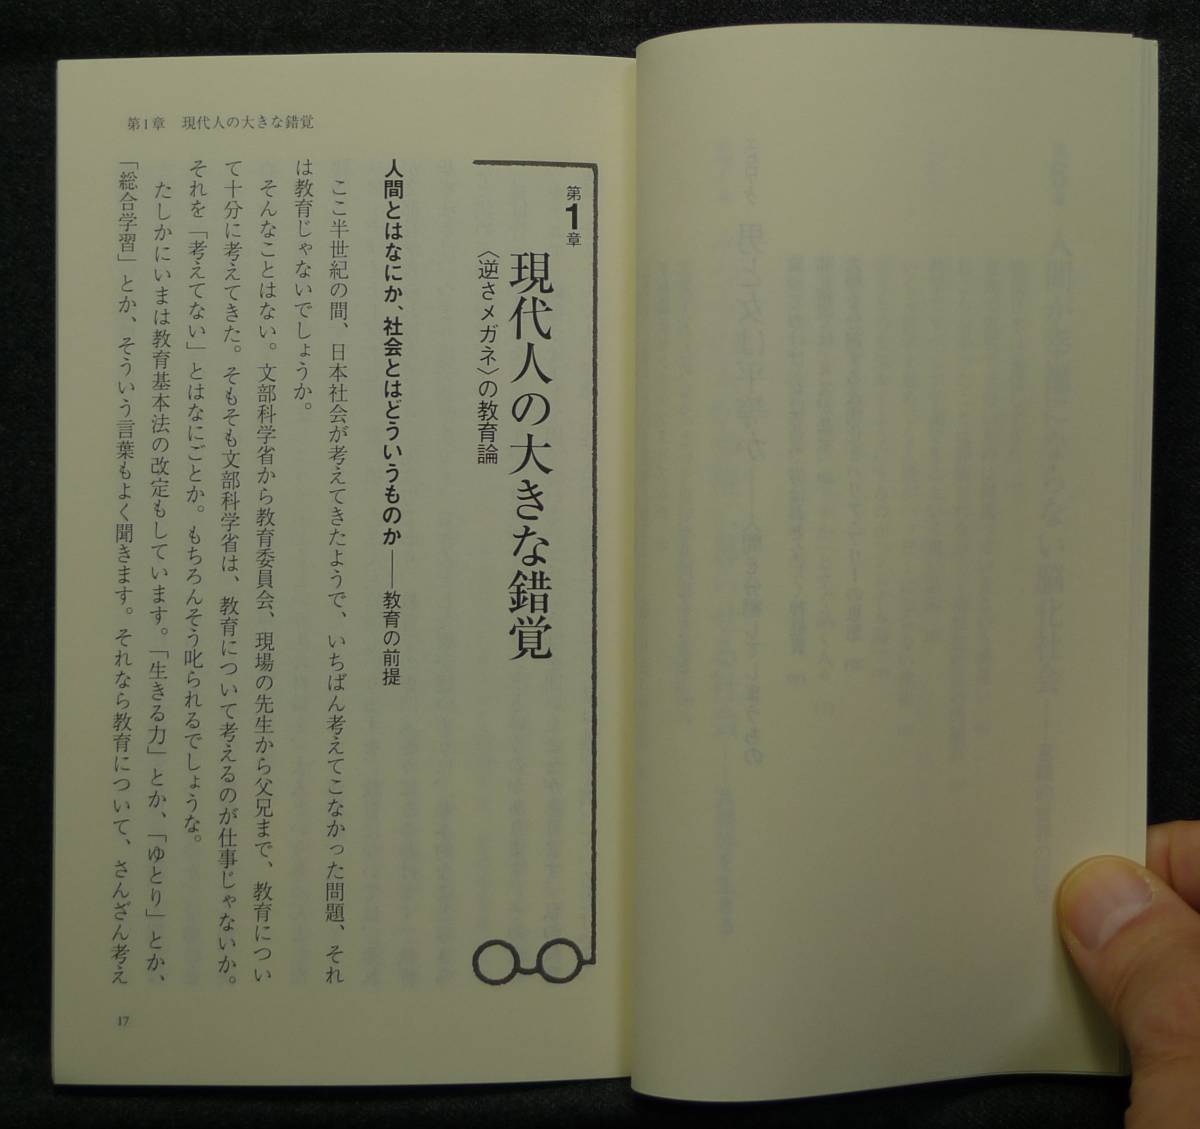 第1章　現代人の大きな錯覚
第1章
現代人の大きな錯覚
〈逆さメガネ〉の教育論
人間とはなにか、社会とはどういうものか――教育の前提
ここ半世紀の間、日本社会が考えてきたようで、いちばん考えてこなかった問題、それ
は教育じゃないでしょうか。
そんなことはない。文部科学省から教育委員会、現場の先生から父兄まで、教育につい
て十分に考えてきた。そもそも文部科学省は、教育について考えるのが仕事じゃないか。
それを「考えてない」とはなにごとか。もちろんそう叱られるでしょうな。
たしかにいまは教育基本法の改定もしています。「生きる力」とか、「ゆとり」とか、
「総合学習」とか、そういう言葉もよく聞きます。それなら教育について、さんざん考え
17